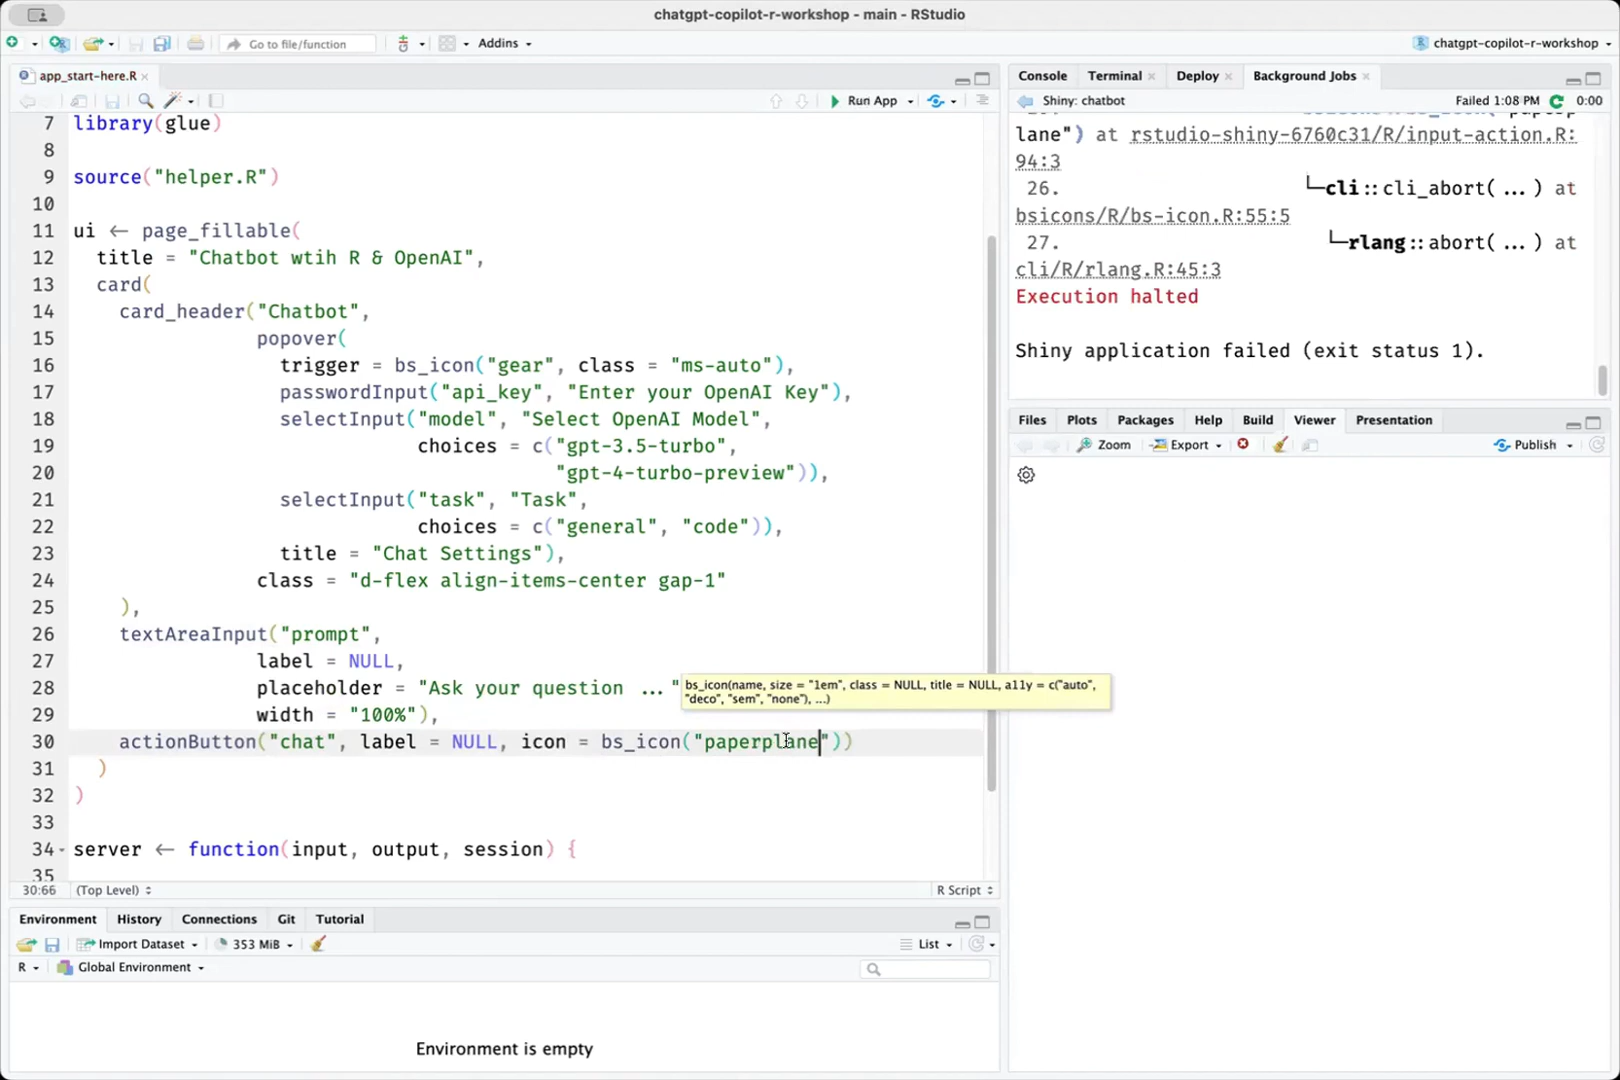 chatgpt-copilot-r-workshop - main - RStudio
Go to file/function
Addins
chatgpt-copilot-r-workshop
app_start-here.R
Run App
7 library(glue)
8
9 source("helper.R")
10
11 ui <- page_fillable(
12 title = "Chatbot wtih R & OpenAI",
13 card(
14 card_header("Chatbot",
15 popover(
16 trigger = bs_icon("gear", class = "ms-auto"),
17 passwordInput("api_key", "Enter your OpenAI Key"),
18 selectInput("model", "Select OpenAI Model",
19 choices = c("gpt-3.5-turbo",
20 "gpt-4-turbo-preview")),
21 selectInput("task", "Task",
22 choices = c("general", "code")),
23 title = "Chat Settings"),
24 class = "d-flex align-items-center gap-1"
25 ),
26 textAreaInput("prompt",
27 label = NULL,
28 placeholder = "Ask your question ..."
bs_icon(name, size = "1em", class = NULL, title = NULL, a11y = c("auto",
"deco", "sem", "none"), ...)
29 width = "100%"),
30 actionButton("chat", label = NULL, icon = bs_icon("paperplane"))
31 )
32 )
33
34 server <- function(input, output, session) {
35
30:66 (Top Level) R Script
Console Terminal Deploy Background Jobs
Shiny: chatbot Failed 1:08 PM 0:00
lane") at rstudio-shiny-6760c31/R/input-action.R:
94:3
26. └─cli::cli_abort(...) at
bsicons/R/bs-icon.R:55:5
27. └─rlang::abort(...) at
cli/R/rlang.R:45:3
Execution halted
Shiny application failed (exit status 1).
Files Plots Packages Help Build Viewer Presentation
Zoom Export Publish
Environment History Connections Git Tutorial
Import Dataset 353 MiB List
R Global Environment
Environment is empty